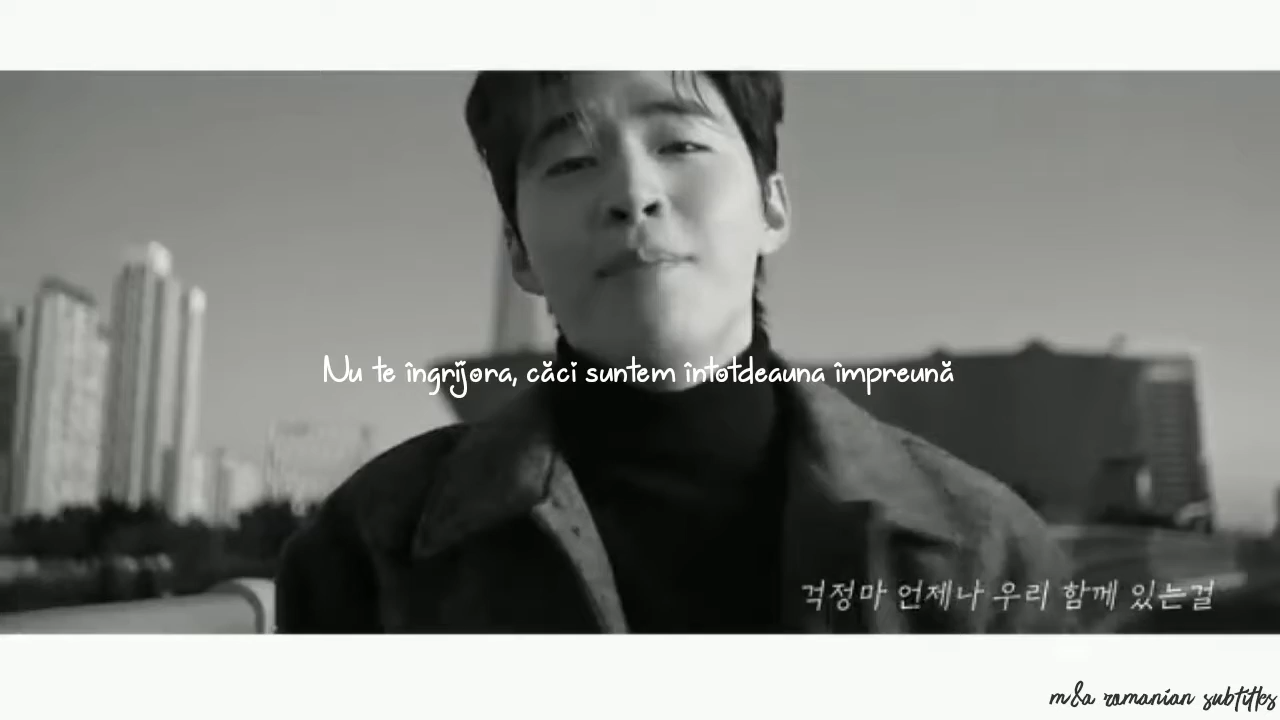 Nu te îngrijora, căci suntem întotdeauna împreună
걱정마 언제나 우리 함께 있는걸
m&a romanian subtitles